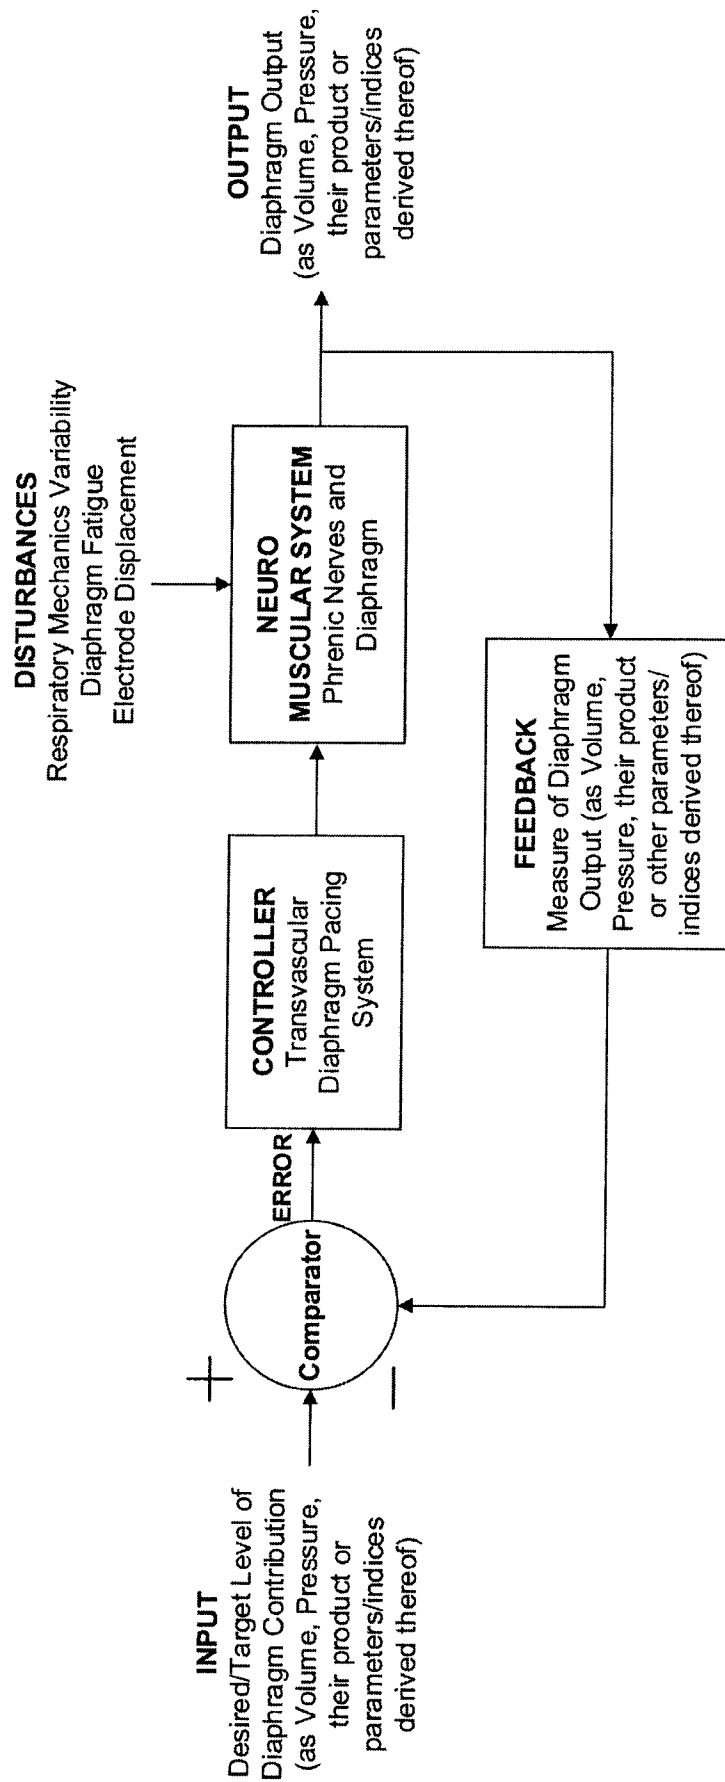 INPUT
Desired/Target Level of
Diaphragm Contribution
(as Volume, Pressure,
their product or
parameters/indices
derived thereof)
+
−
Comparator
ERROR
CONTROLLER
Transvascular
Diaphragm Pacing
System
DISTURBANCES
Respiratory Mechanics Variability
Diaphragm Fatigue
Electrode Displacement
NEURO
MUSCULAR SYSTEM
Phrenic Nerves and
Diaphragm
OUTPUT
Diaphragm Output
(as Volume, Pressure,
their product or
parameters/indices
derived thereof)
FEEDBACK
Measure of Diaphragm
Output (as Volume,
Pressure, their product
or other parameters/
indices derived thereof)